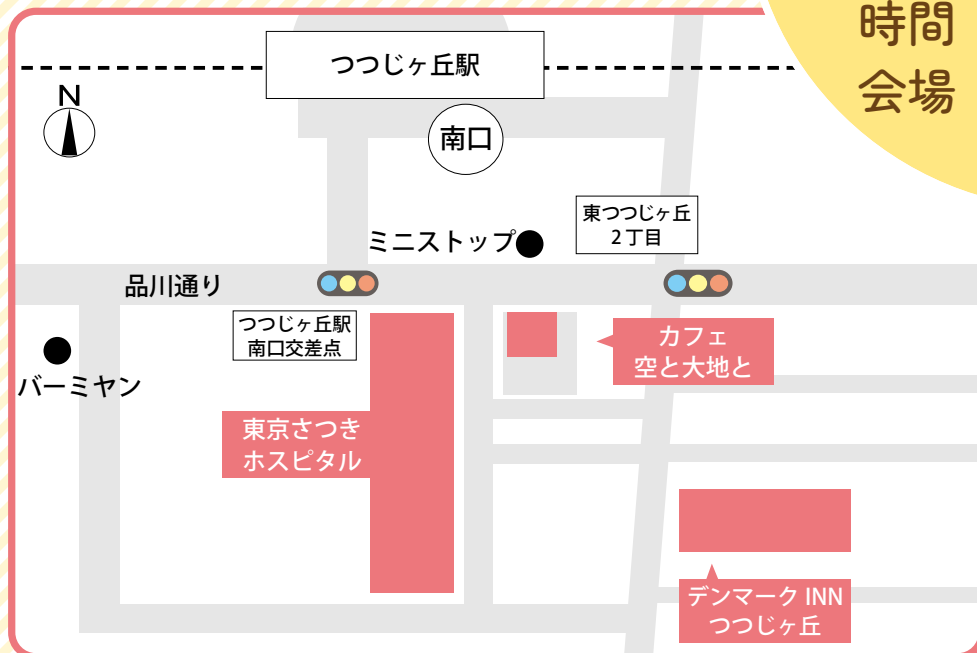 時間
会場
つつじヶ丘駅
N
南口
東つつじヶ丘
2丁目
ミニストップ
品川通り
つつじヶ丘駅
南口交差点
カフェ
空と大地と
バーミヤン
東京さつき
ホスピタル
デンマーク INN
つつじヶ丘